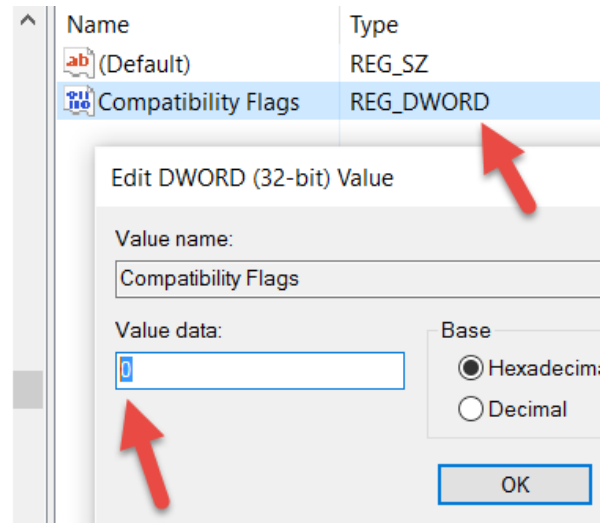 Name Type
(Default) REG_SZ
Compatibility Flags REG_DWORD
Edit DWORD (32-bit) Value
Value name:
Compatibility Flags
Value data: Base
0 Hexadecima
Decimal
OK